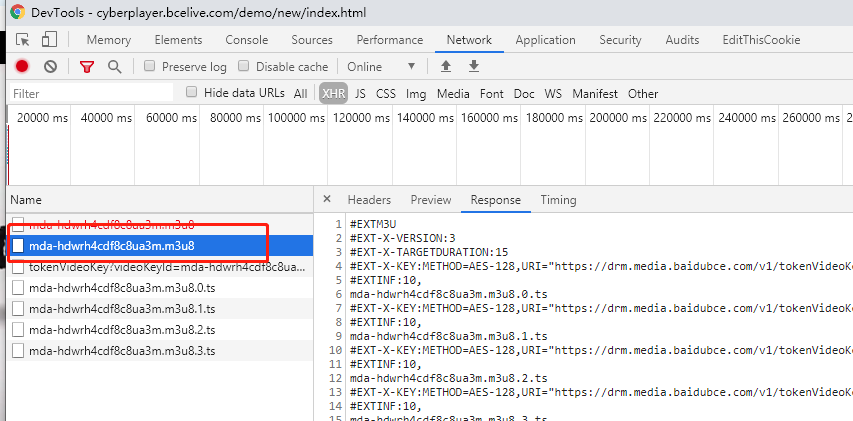 DevTools - cyberplayer.bcelive.com/demo/new/index.html
Memory Elements Console Sources Performance Network Application Security Audits EditThisCookie
Preserve log Disable cache Online
Filter Hide data URLs All XHR JS CSS Img Media Font Doc WS Manifest Other
20000 ms 40000 ms 60000 ms 80000 ms 100000 ms 120000 ms 140000 ms 160000 ms 180000 ms 200000 ms 220000 ms 240000 ms 260000 ms 2
Name
mda-hdwrh4cdf8c8ua3m.m3u8
mda-hdwrh4cdf8c8ua3m.m3u8
tokenVideoKey?videoKeyId=mda-hdwrh4cdf8c8ua...
mda-hdwrh4cdf8c8ua3m.m3u8.0.ts
mda-hdwrh4cdf8c8ua3m.m3u8.1.ts
mda-hdwrh4cdf8c8ua3m.m3u8.2.ts
mda-hdwrh4cdf8c8ua3m.m3u8.3.ts
× Headers Preview Response Timing
1 #EXTM3U
2 #EXT-X-VERSION:3
3 #EXT-X-TARGETDURATION:15
4 #EXT-X-KEY:METHOD=AES-128,URI="https://drm.media.baidubce.com/v1/tokenVideoKe
5 #EXTINF:10,
6 mda-hdwrh4cdf8c8ua3m.m3u8.0.ts
7 #EXT-X-KEY:METHOD=AES-128,URI="https://drm.media.baidubce.com/v1/tokenVideoKe
8 #EXTINF:10,
9 mda-hdwrh4cdf8c8ua3m.m3u8.1.ts
10 #EXT-X-KEY:METHOD=AES-128,URI="https://drm.media.baidubce.com/v1/tokenVideoKe
11 #EXTINF:10,
12 mda-hdwrh4cdf8c8ua3m.m3u8.2.ts
13 #EXT-X-KEY:METHOD=AES-128,URI="https://drm.media.baidubce.com/v1/tokenVideoKe
14 #EXTINF:10,
15 mda-hdwrh4cdf8c8ua3m.m3u8.3.ts